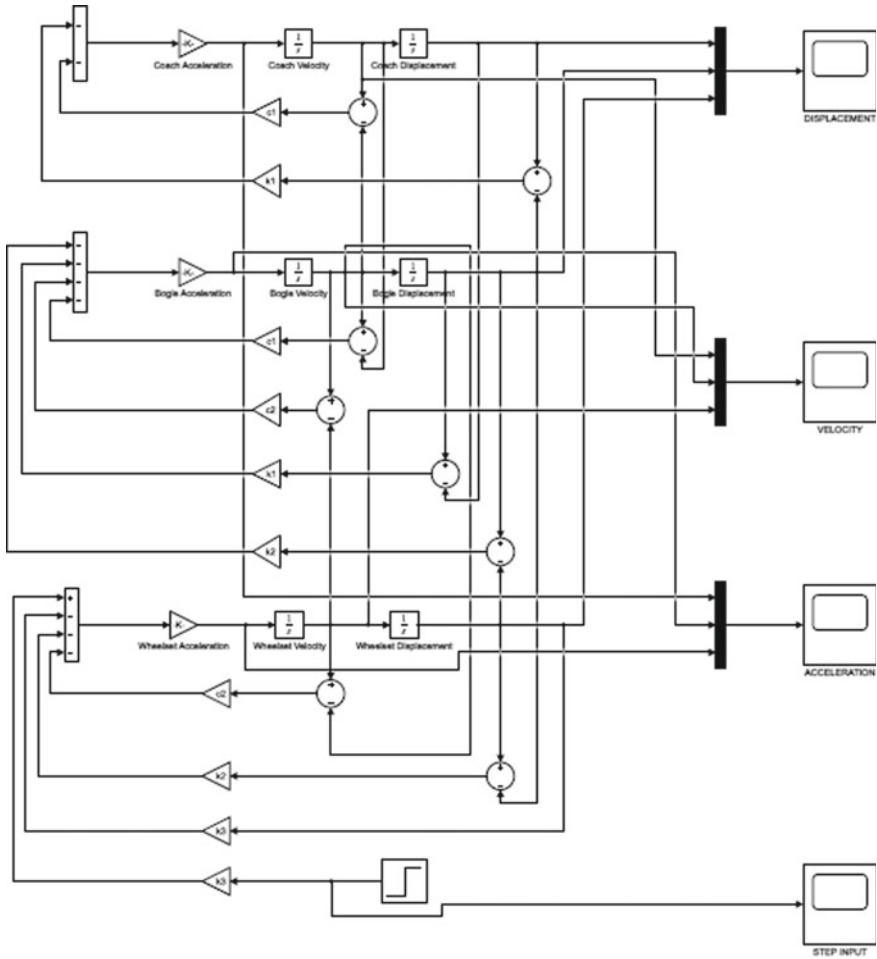 -K-
1/s
1/s
Coach Acceleration
Coach Velocity
Coach Displacement
c1
DISPLACEMENT
k1
-K-
1/s
1/s
Bogie Acceleration
Bogie Velocity
Bogie Displacement
c1
c2
VELOCITY
k1
k2
K-
1/s
1/s
Wheelset Acceleration
Wheelset Velocity
Wheelset Displacement
ACCELERATION
c2
k2
k3
k3
STEP INPUT